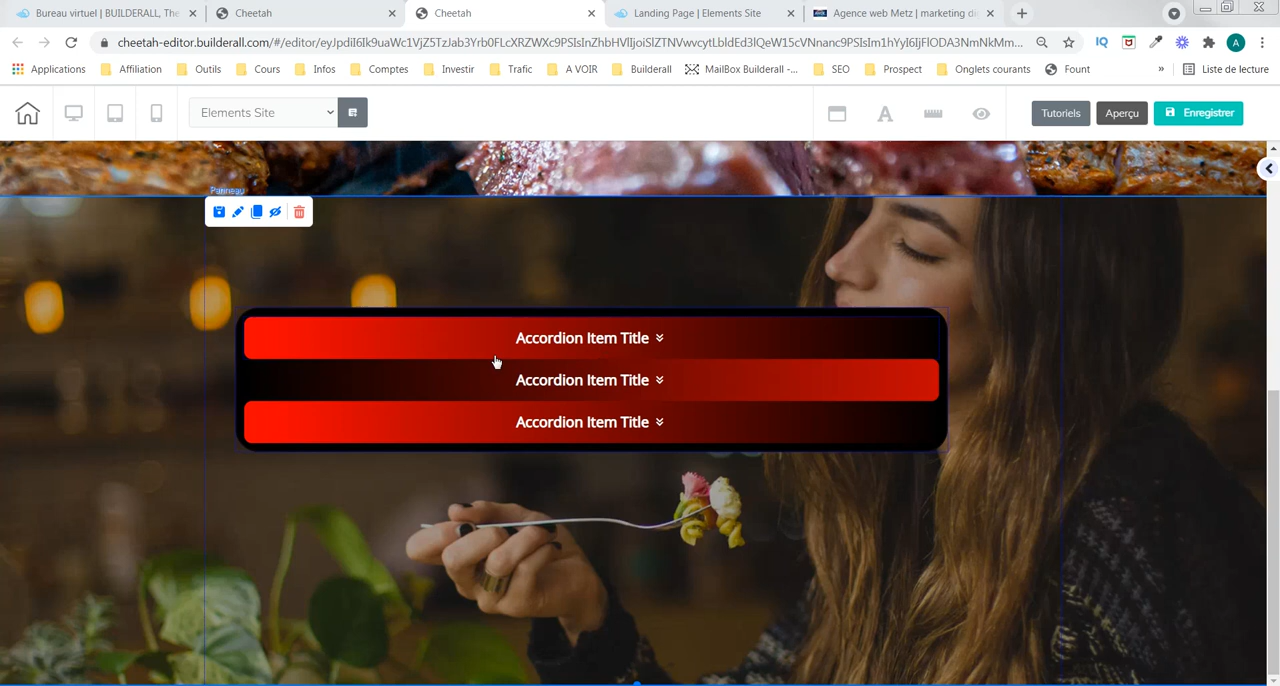 Bureau virtuel | BUILDERALL, The
Cheetah
Cheetah
Landing Page | Elements Site
Agence web Metz | marketing di
cheetah-editor.builderall.com/#/editor/
Applications
Affiliation
Outils
Cours
Infos
Comptes
Investir
Trafic
A VOIR
Builderall
MailBox Builderall -...
SEO
Prospect
Onglets courants
Fount
»
Liste de lecture
IQ
A
Elements Site
A
Tutoriels
Aperçu
Enregistrer
Panneau
Accordion Item Title
Accordion Item Title
Accordion Item Title